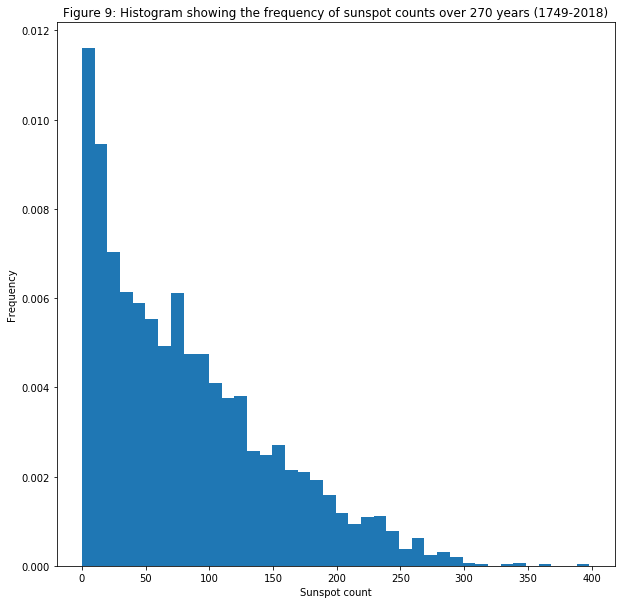 Figure 9: Histogram showing the frequency of sunspot counts over 270 years (1749-2018)
0.012
0.010
0.008
0.006
0.004
0.002
0.000
Frequency
0 50 100 150 200 250 300 350 400
Sunspot count